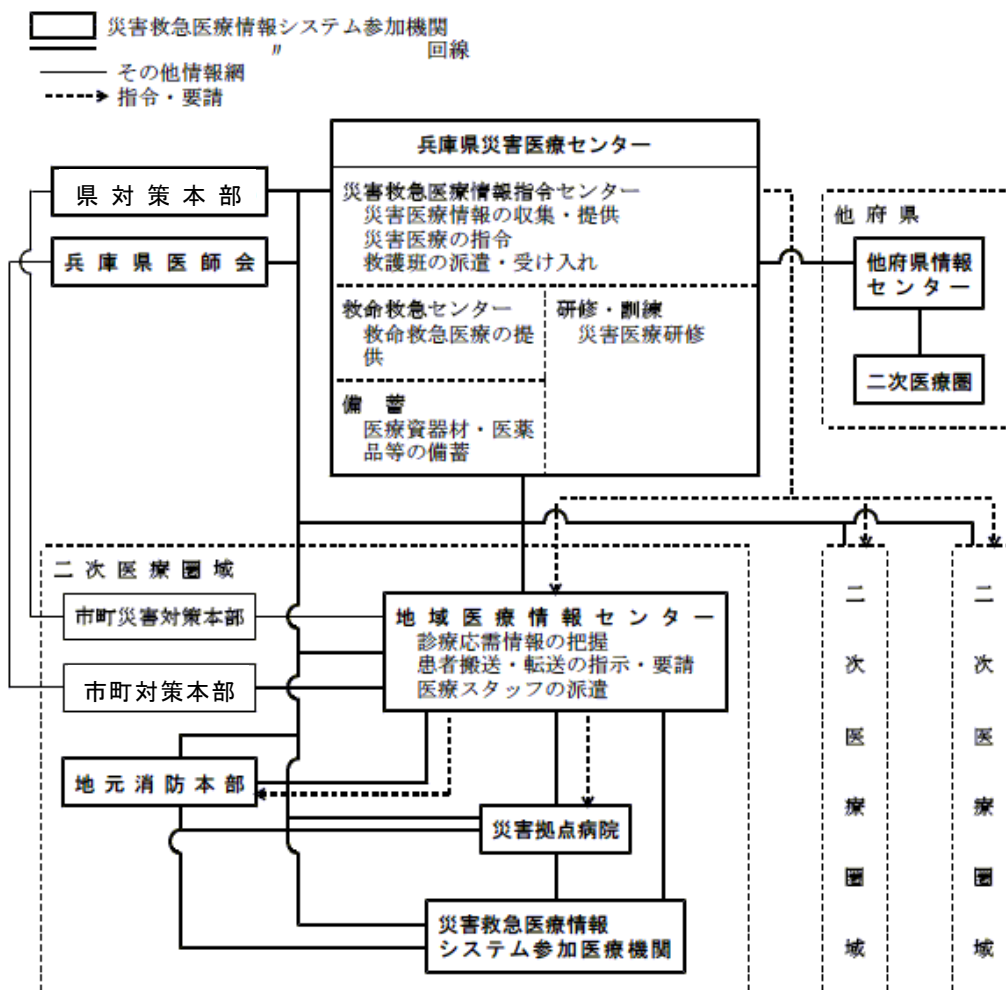 災害救急医療情報システム参加機関
〃 回線
その他情報網
指令・要請
兵庫県災害医療センター
県対策本部
災害救急医療情報指令センター
災害医療情報の収集・提供
災害医療の指令
救護班の派遣・受け入れ
兵庫県医師会
他府県
他府県情報
センター
二次医療圏
救命救急センター
救命救急医療の提
供
研修・訓練
災害医療研修
備蓄
医療資器材・医薬
品等の備蓄
二次医療圏域
市町災害対策本部
地域医療情報センター
診療応需情報の把握
患者搬送・転送の指示・要請
医療スタッフの派遣
市町対策本部
地元消防本部
災害拠点病院
災害救急医療情報
システム参加医療機関
二次医療圏域
二次医療圏域